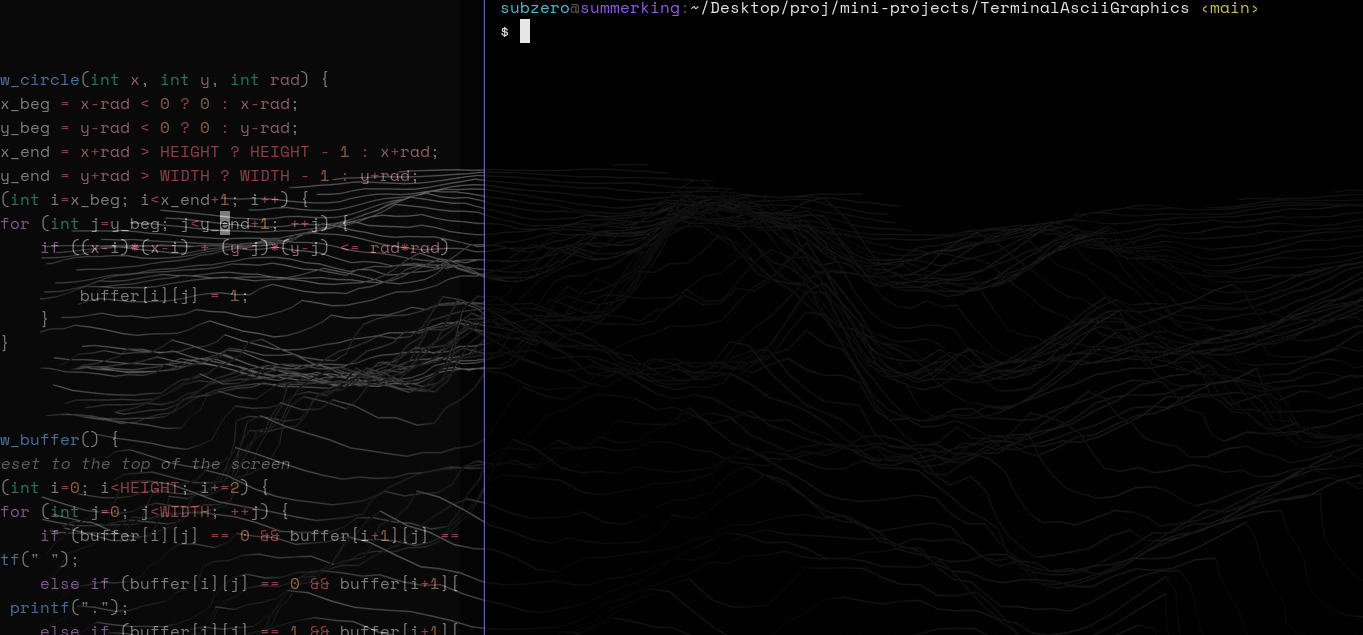 subzero@summerking:~/Desktop/proj/mini-projects/TerminalAsciiGraphics ‹main›
$
w_circle(int x, int y, int rad) {
x_beg = x-rad < 0 ? 0 : x-rad;
y_beg = y-rad < 0 ? 0 : y-rad;
x_end = x+rad > HEIGHT ? HEIGHT - 1 : x+rad;
y_end = y+rad > WIDTH ? WIDTH - 1 : y+rad;
(int i=x_beg; i<x_end+1; i++) {
for (int j=y_beg; j<y_end+1; ++j) {
if ((x-i)*(x-i) + (y-j)*(y-j) <= rad*rad)
buffer[i][j] = 1;
}
}
w_buffer() {
eset to the top of the screen
(int i=0; i<HEIGHT; i+=2) {
for (int j=0; j<WIDTH; ++j) {
if (buffer[i][j] == 0 && buffer[i+1][j] ==
tf(" ");
else if (buffer[i][j] == 0 && buffer[i+1][
printf(".");
else if (buffer[i][j] == 1 && buffer[i+1][